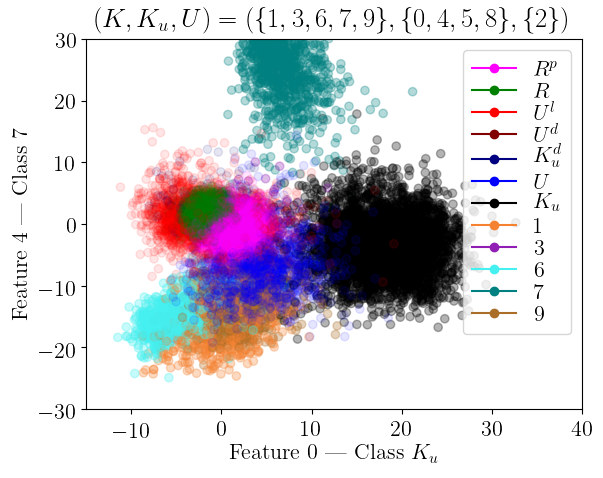 (K, K_u, U) = ({1, 3, 6, 7, 9}, {0, 4, 5, 8}, {2})
30
20
10
0
−10
−20
−30
Feature 4 — Class 7
−10
0
10
20
30
40
Feature 0 — Class K_u
R^p
R
U^l
U^d
K_u^d
U
K_u
1
3
6
7
9